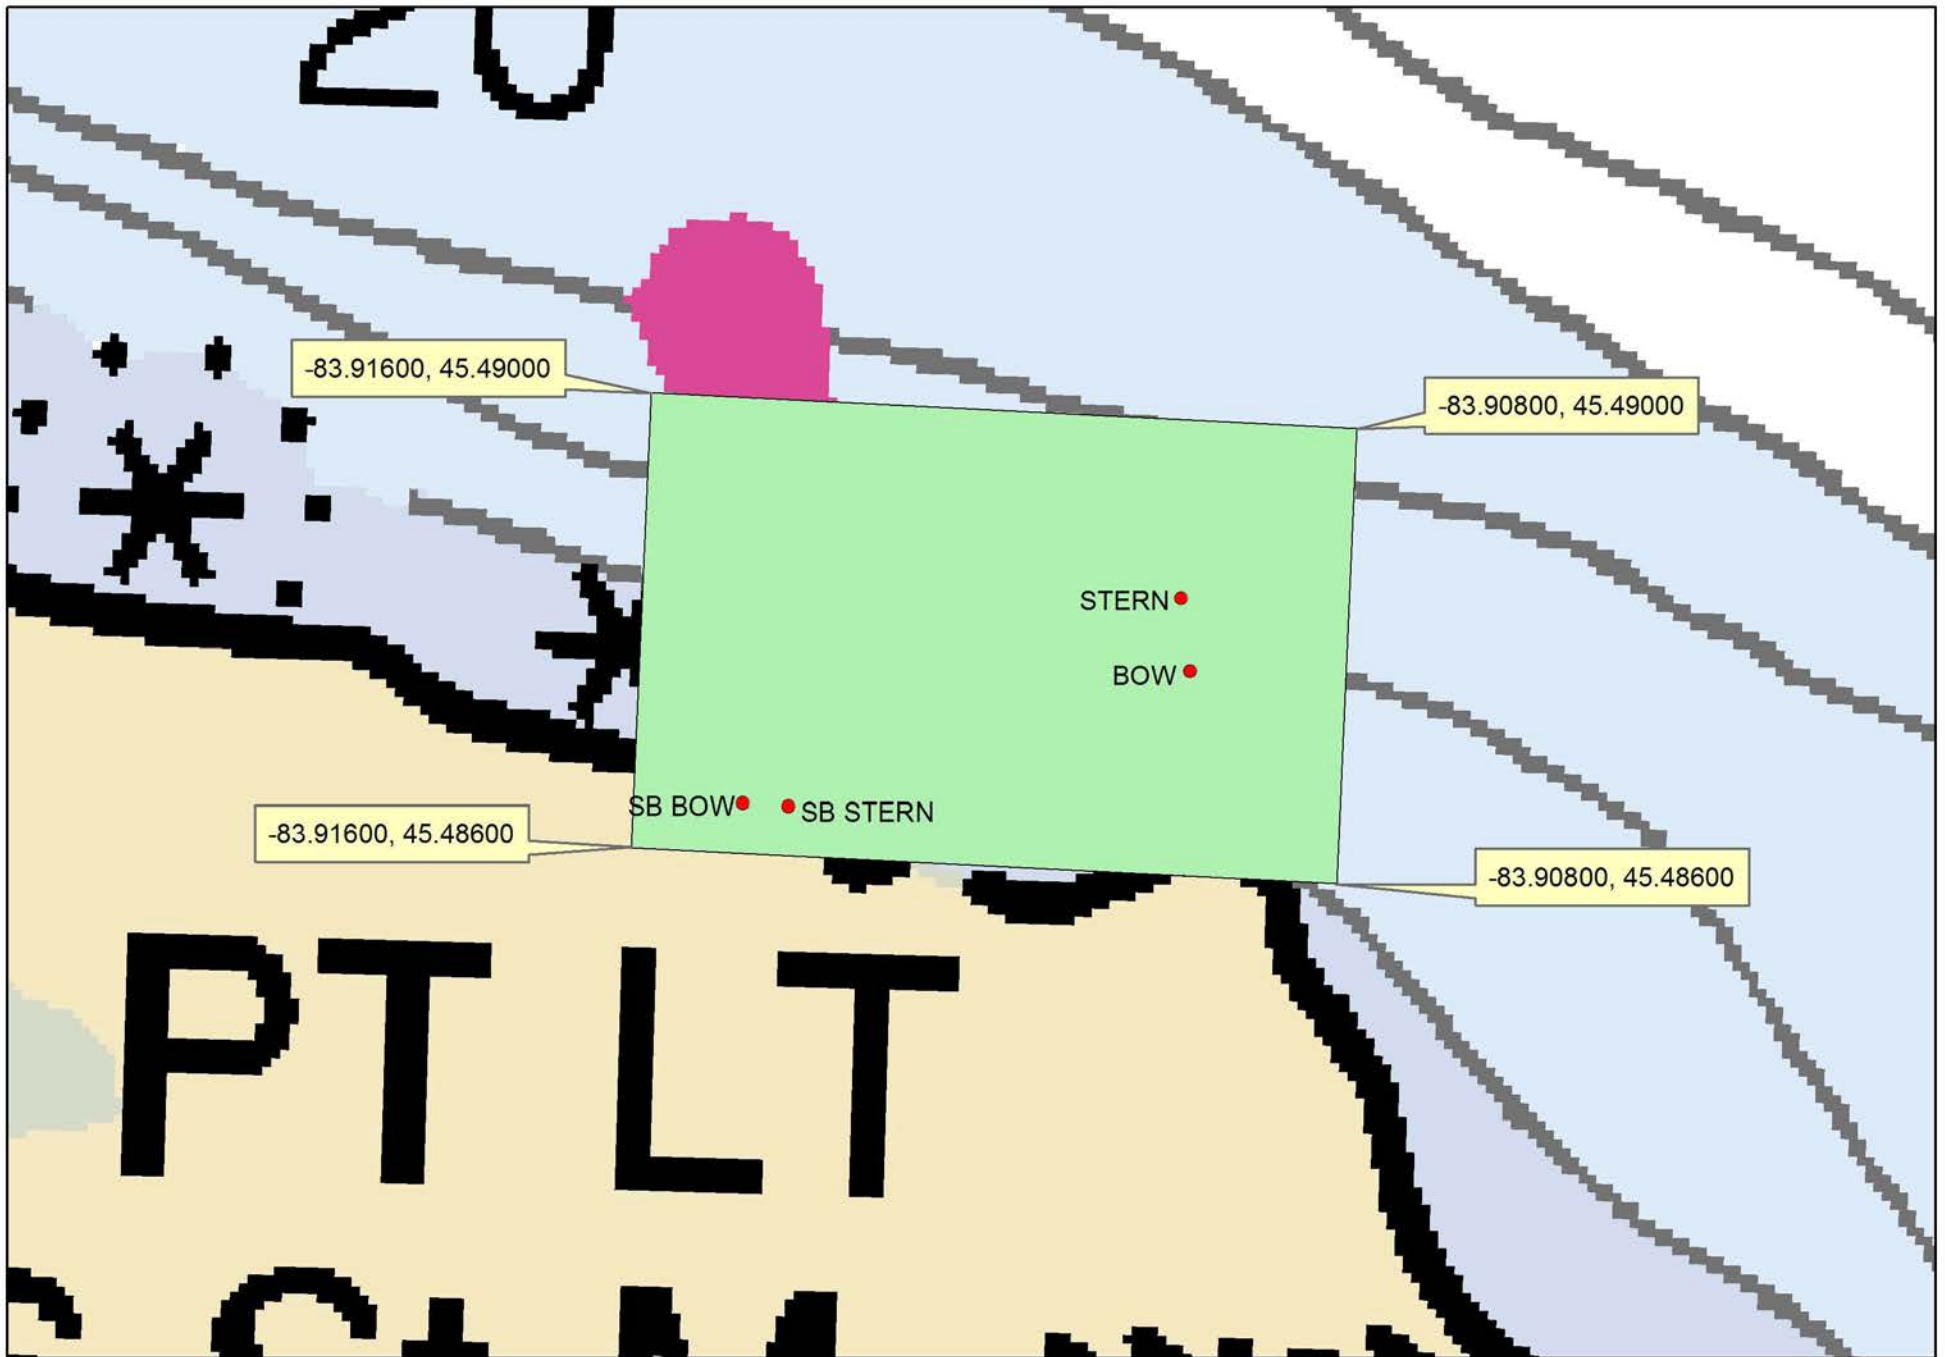 20
-83.91600, 45.49000
-83.90800, 45.49000
STERN
BOW
SB BOW
SB STERN
-83.91600, 45.48600
-83.90800, 45.48600
PT LT